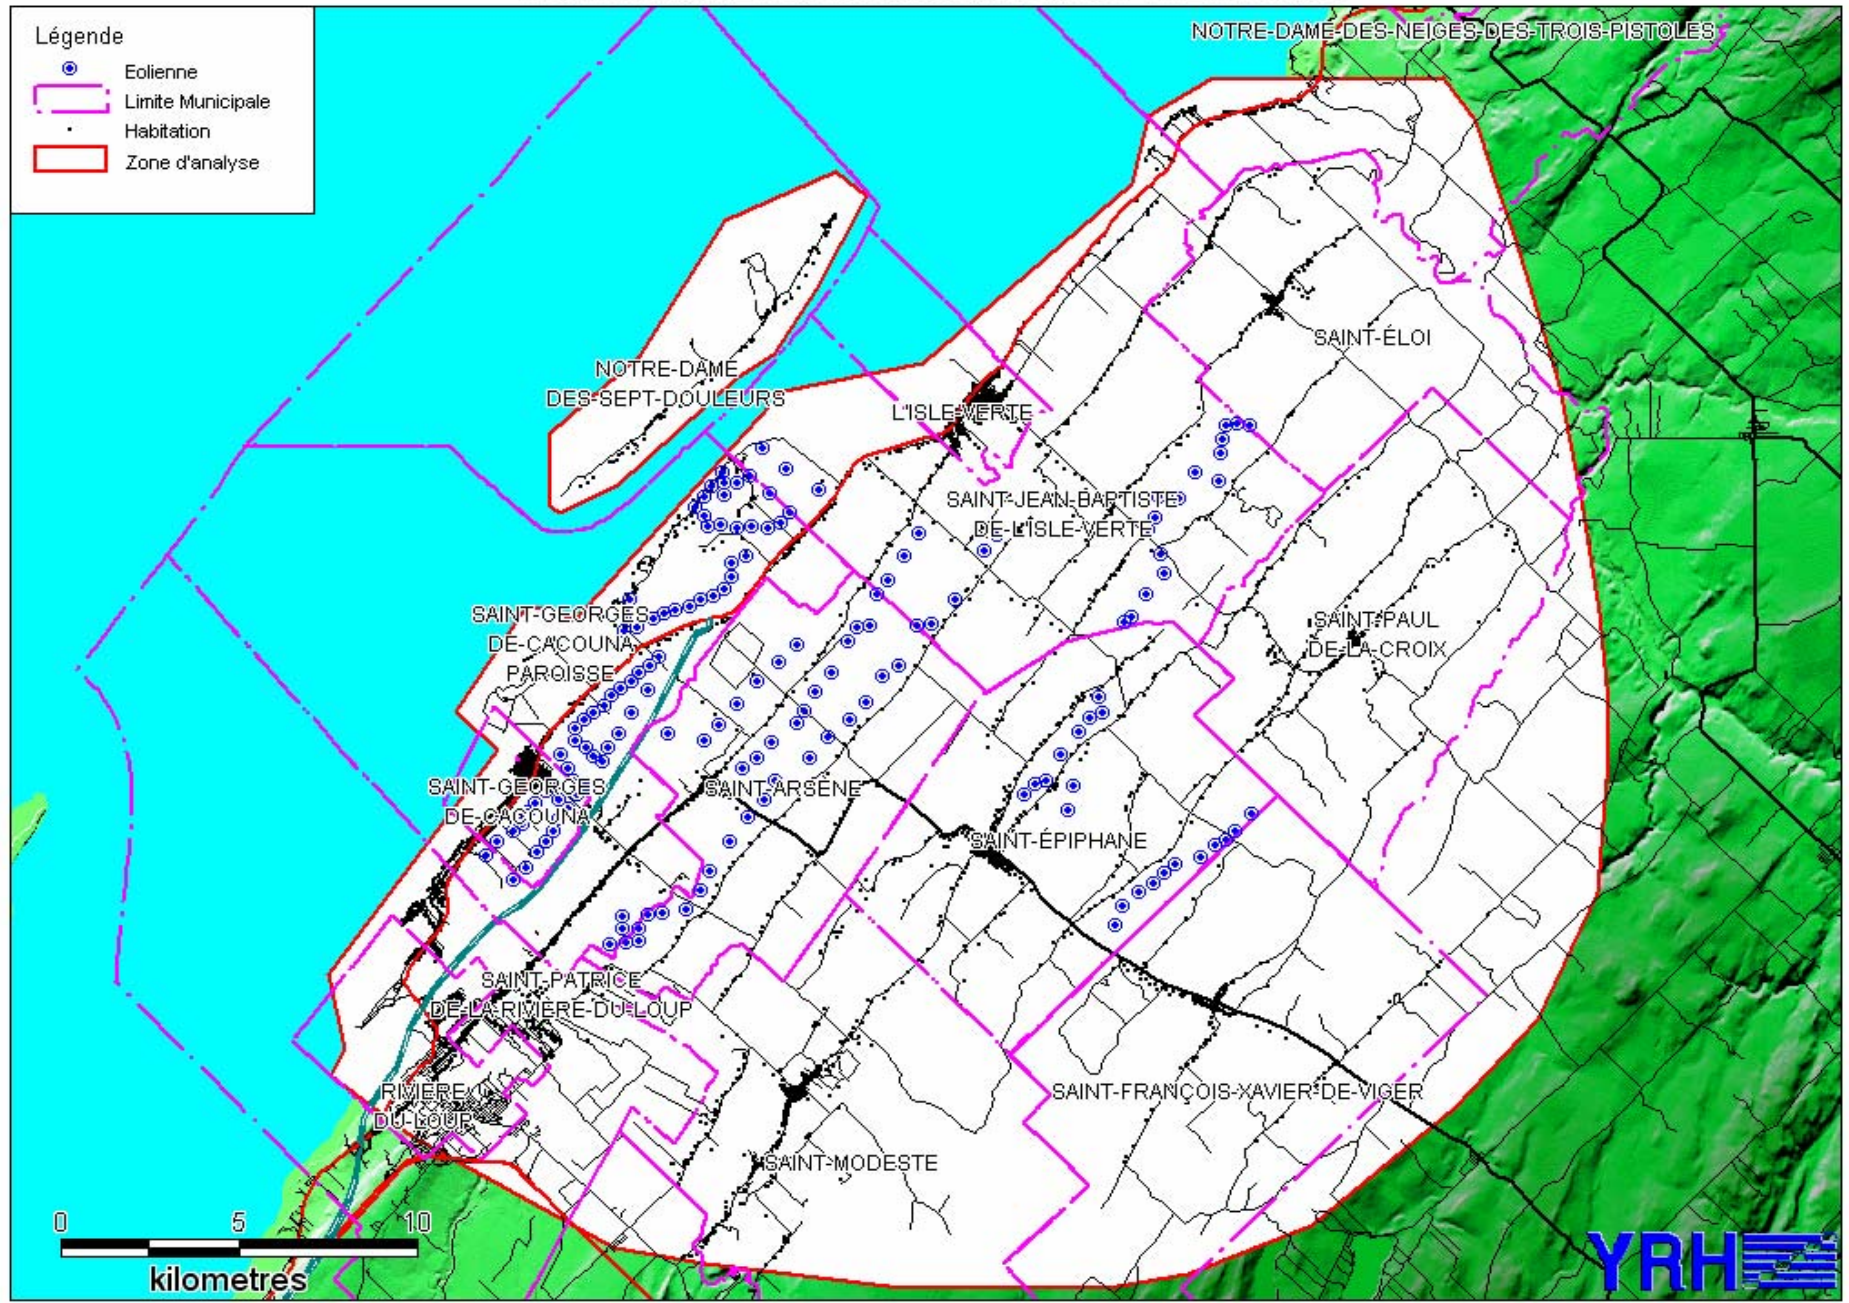 Légende
Eolienne
Limite Municipale
Habitation
Zone d'analyse
NOTRE-DAME-DES-NEIGES-DES-TROIS-PISTOLES
SAINT-ÉLOI
NOTRE-DAME
DES-SEPT-DOULEURS
L'ISLE-VERTE
SAINT-JEAN-BAPTISTE
DE-L'ISLE-VERTE
SAINT-GEORGES
DE-CACOUNA
PAROISSE
SAINT-PAUL
DE-LA-CROIX
SAINT-GEORGES
DE-CACOUNA
SAINT-ARSÈNE
SAINT-ÉPIPHANE
SAINT-PATRICE
DE-LA-RIVIÈRE-DU-LOUP
RIVIÈRE
DU-LOUP
SAINT-FRANÇOIS-XAVIER-DE-VIGER
SAINT-MODESTE
0 5 10
kilometres
YRH